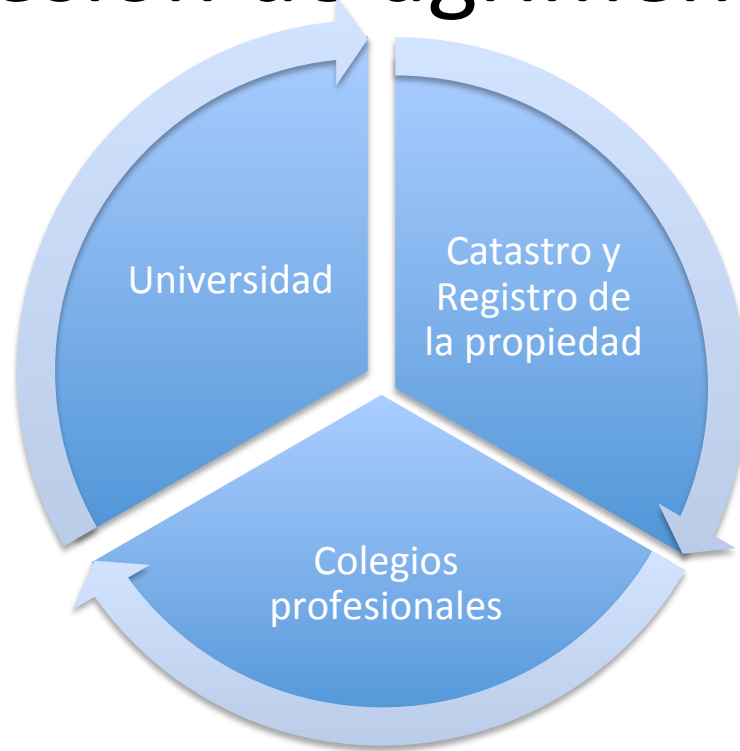 Universidad
Catastro y
Registro de
la propiedad
Colegios
profesionales